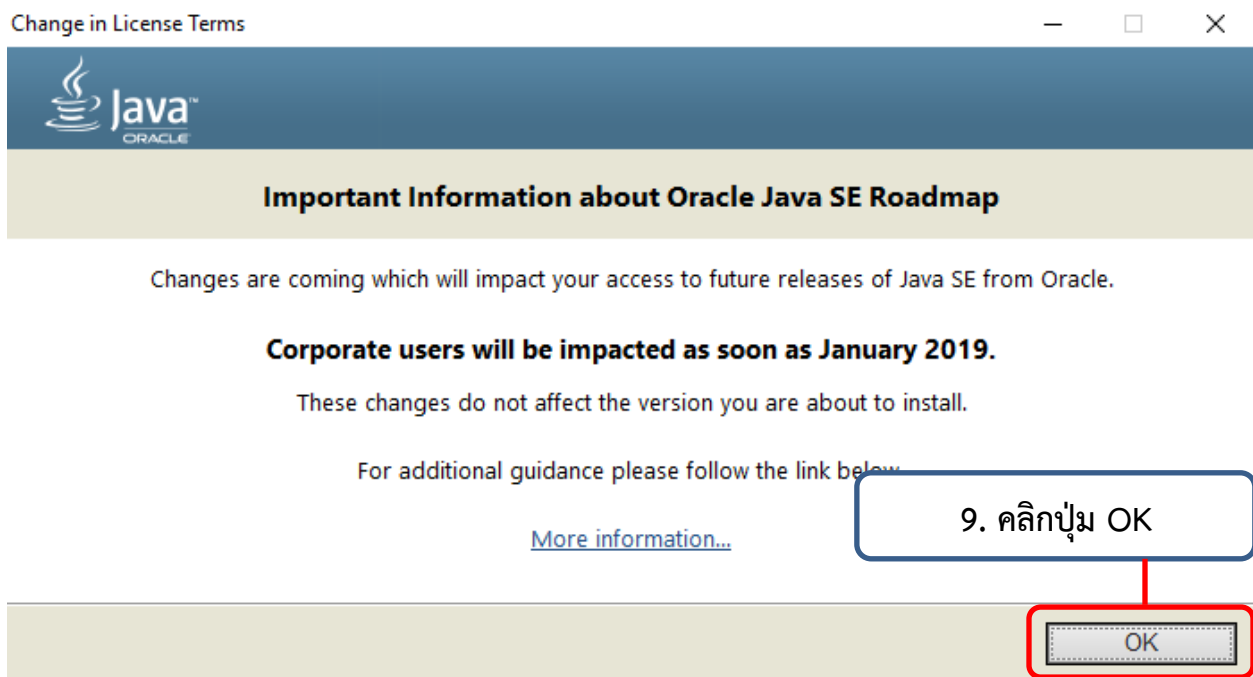 Change in License Terms
Java™
ORACLE
Important Information about Oracle Java SE Roadmap
Changes are coming which will impact your access to future releases of Java SE from Oracle.
Corporate users will be impacted as soon as January 2019.
These changes do not affect the version you are about to install.
For additional guidance please follow the link below
9. คลิกปุ่ม OK
More information...
OK